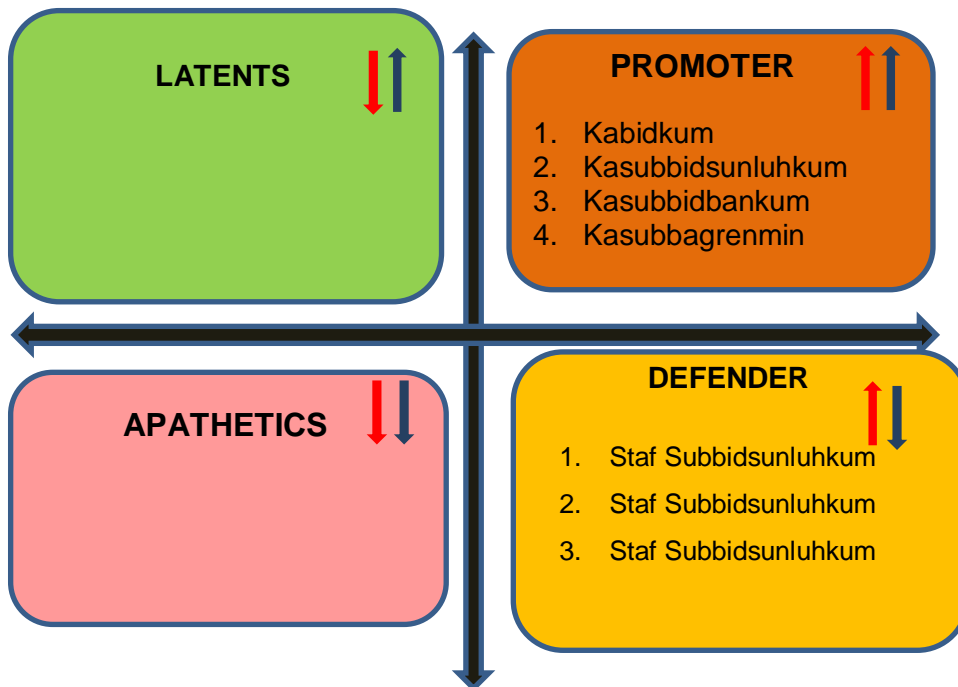 LATENTS
PROMOTER
1. Kabidkum
2. Kasubbidsunluhkum
3. Kasubbidbankum
4. Kasubbagrenmin
APATHETICS
DEFENDER
1. Staf Subbidsunluhkum
2. Staf Subbidsunluhkum
3. Staf Subbidsunluhkum